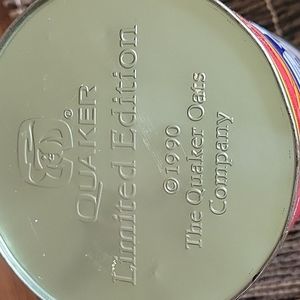 QUAKER®
Limited Edition
©1990
The Quaker Oats
Company